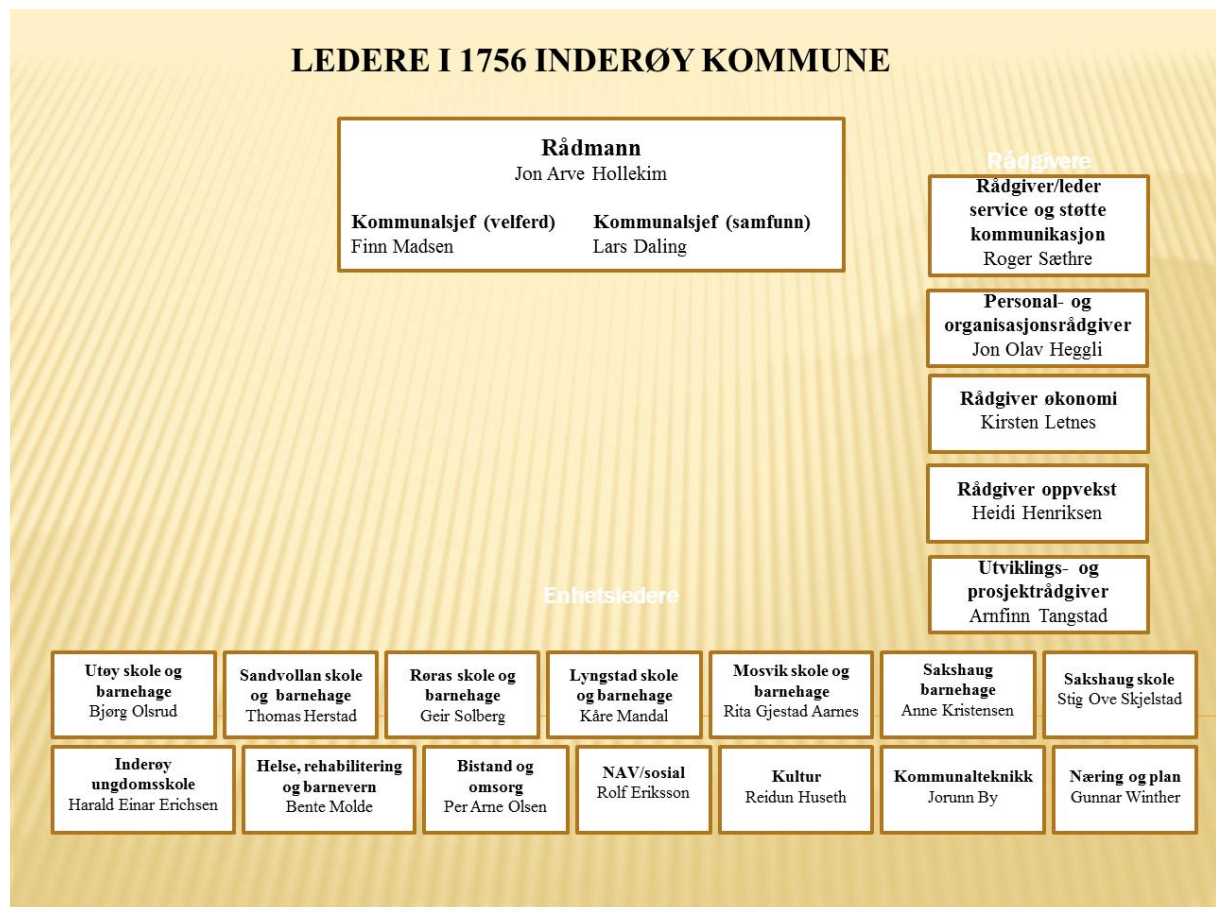 LEDERE I 1756 INDERØY KOMMUNE
Rådmann
Jon Arve Hollekim
Kommunalsjef (velferd)
Finn Madsen
Kommunalsjef (samfunn)
Lars Daling
Rådgivere
Rådgiver/leder
service og støtte
kommunikasjon
Roger Sæthre
Personal- og
organisasjonsrådgiver
Jon Olav Heggli
Rådgiver økonomi
Kirsten Letnes
Rådgiver oppvekst
Heidi Henriksen
Utviklings- og
prosjektrådgiver
Arnfinn Tangstad
Enhetsledere
Utøy skole og
barnehage
Bjørg Olsrud
Sandvollan skole
og barnehage
Thomas Herstad
Røras skole og
barnehage
Geir Solberg
Lyngstad skole
og barnehage
Kåre Mandal
Mosvik skole og
barnehage
Rita Gjestad Aarnes
Sakshaug
barnehage
Anne Kristensen
Sakshaug skole
Stig Ove Skjelstad
Inderøy
ungdomsskole
Harald Einar Erichsen
Helse, rehabilitering
og barnevern
Bente Molde
Bistand og
omsorg
Per Arne Olsen
NAV/sosial
Rolf Eriksson
Kultur
Reidun Huseth
Kommunalteknikk
Jorunn By
Næring og plan
Gunnar Winther